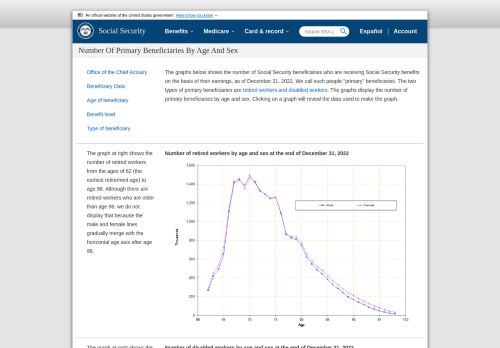 An official website of the United States government Here's how you know
Social Security
Benefits Medicare Card & record Search SSA.g Español Account
Number Of Primary Beneficiaries By Age And Sex
Office of the Chief Actuary
Beneficiary Data
Age of beneficiary
Benefit level
Type of beneficiary
The graphs below shows the number of Social Security beneficiaries who are receiving Social Security benefits
on the basis of their earnings, as of December 31, 2022. We call such people "primary" beneficiaries. The two
types of primary beneficiaries are retired workers and disabled workers. The graphs display the number of
primary beneficiaries by age and sex. Clicking on a graph will reveal the data used to make the graph.
The graph at right shows the
number of retired workers
from the ages of 62 (the
earliest retirement age) to
age 98. Although there are
retired workers who are older
than age 98, we do not
display that because the
male and female lines
gradually merge with the
horizontal age axis after age
98.
Number of retired workers by age and sex at the end of December 31, 2022
1,600
1,400
1,200
1,000
800
600
400
200
0
Thousands
Male Female
60 65 70 75 80 85 90 95 100
Age
The graph at right shows the
Number of disabled workers by age and sex at the end of December 31, 2022